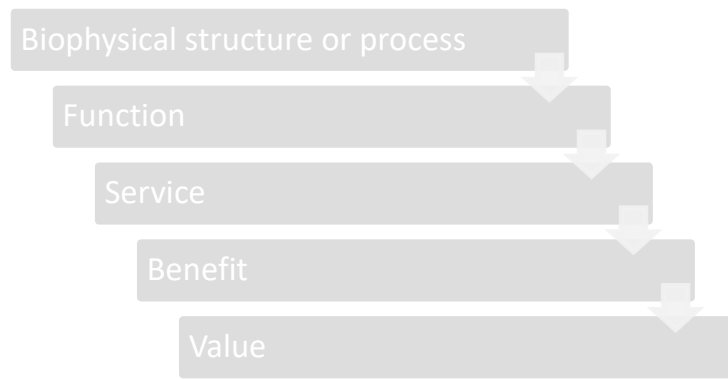 Biophysical structure or process
Function
Service
Benefit
Value